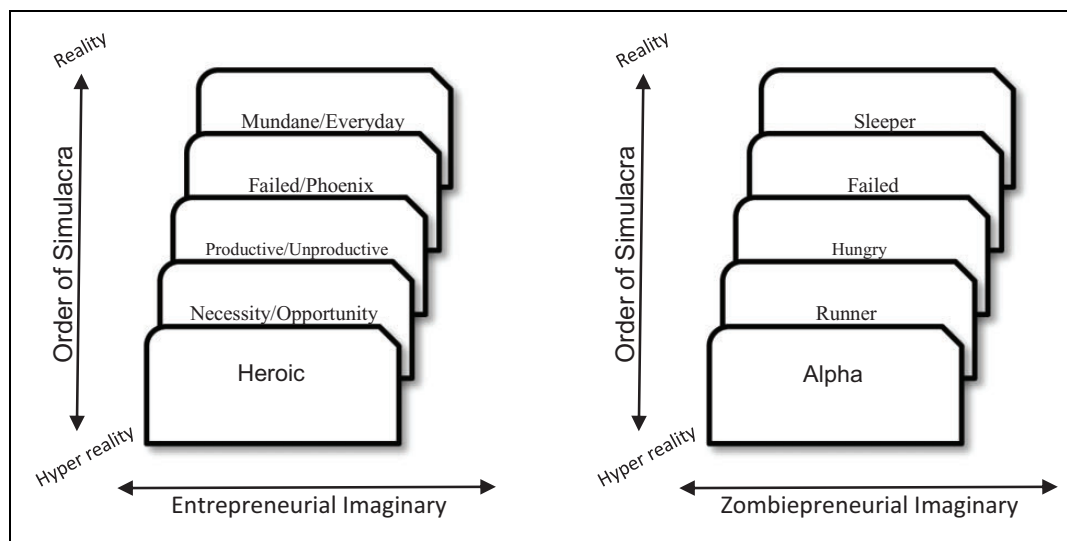 Reality
Order of Simulacra
Hyper reality
Mundane/Everyday
Failed/Phoenix
Productive/Unproductive
Necessity/Opportunity
Heroic
Entrepreneurial Imaginary
Reality
Order of Simulacra
Hyper reality
Sleeper
Failed
Hungry
Runner
Alpha
Zombiepreneurial Imaginary